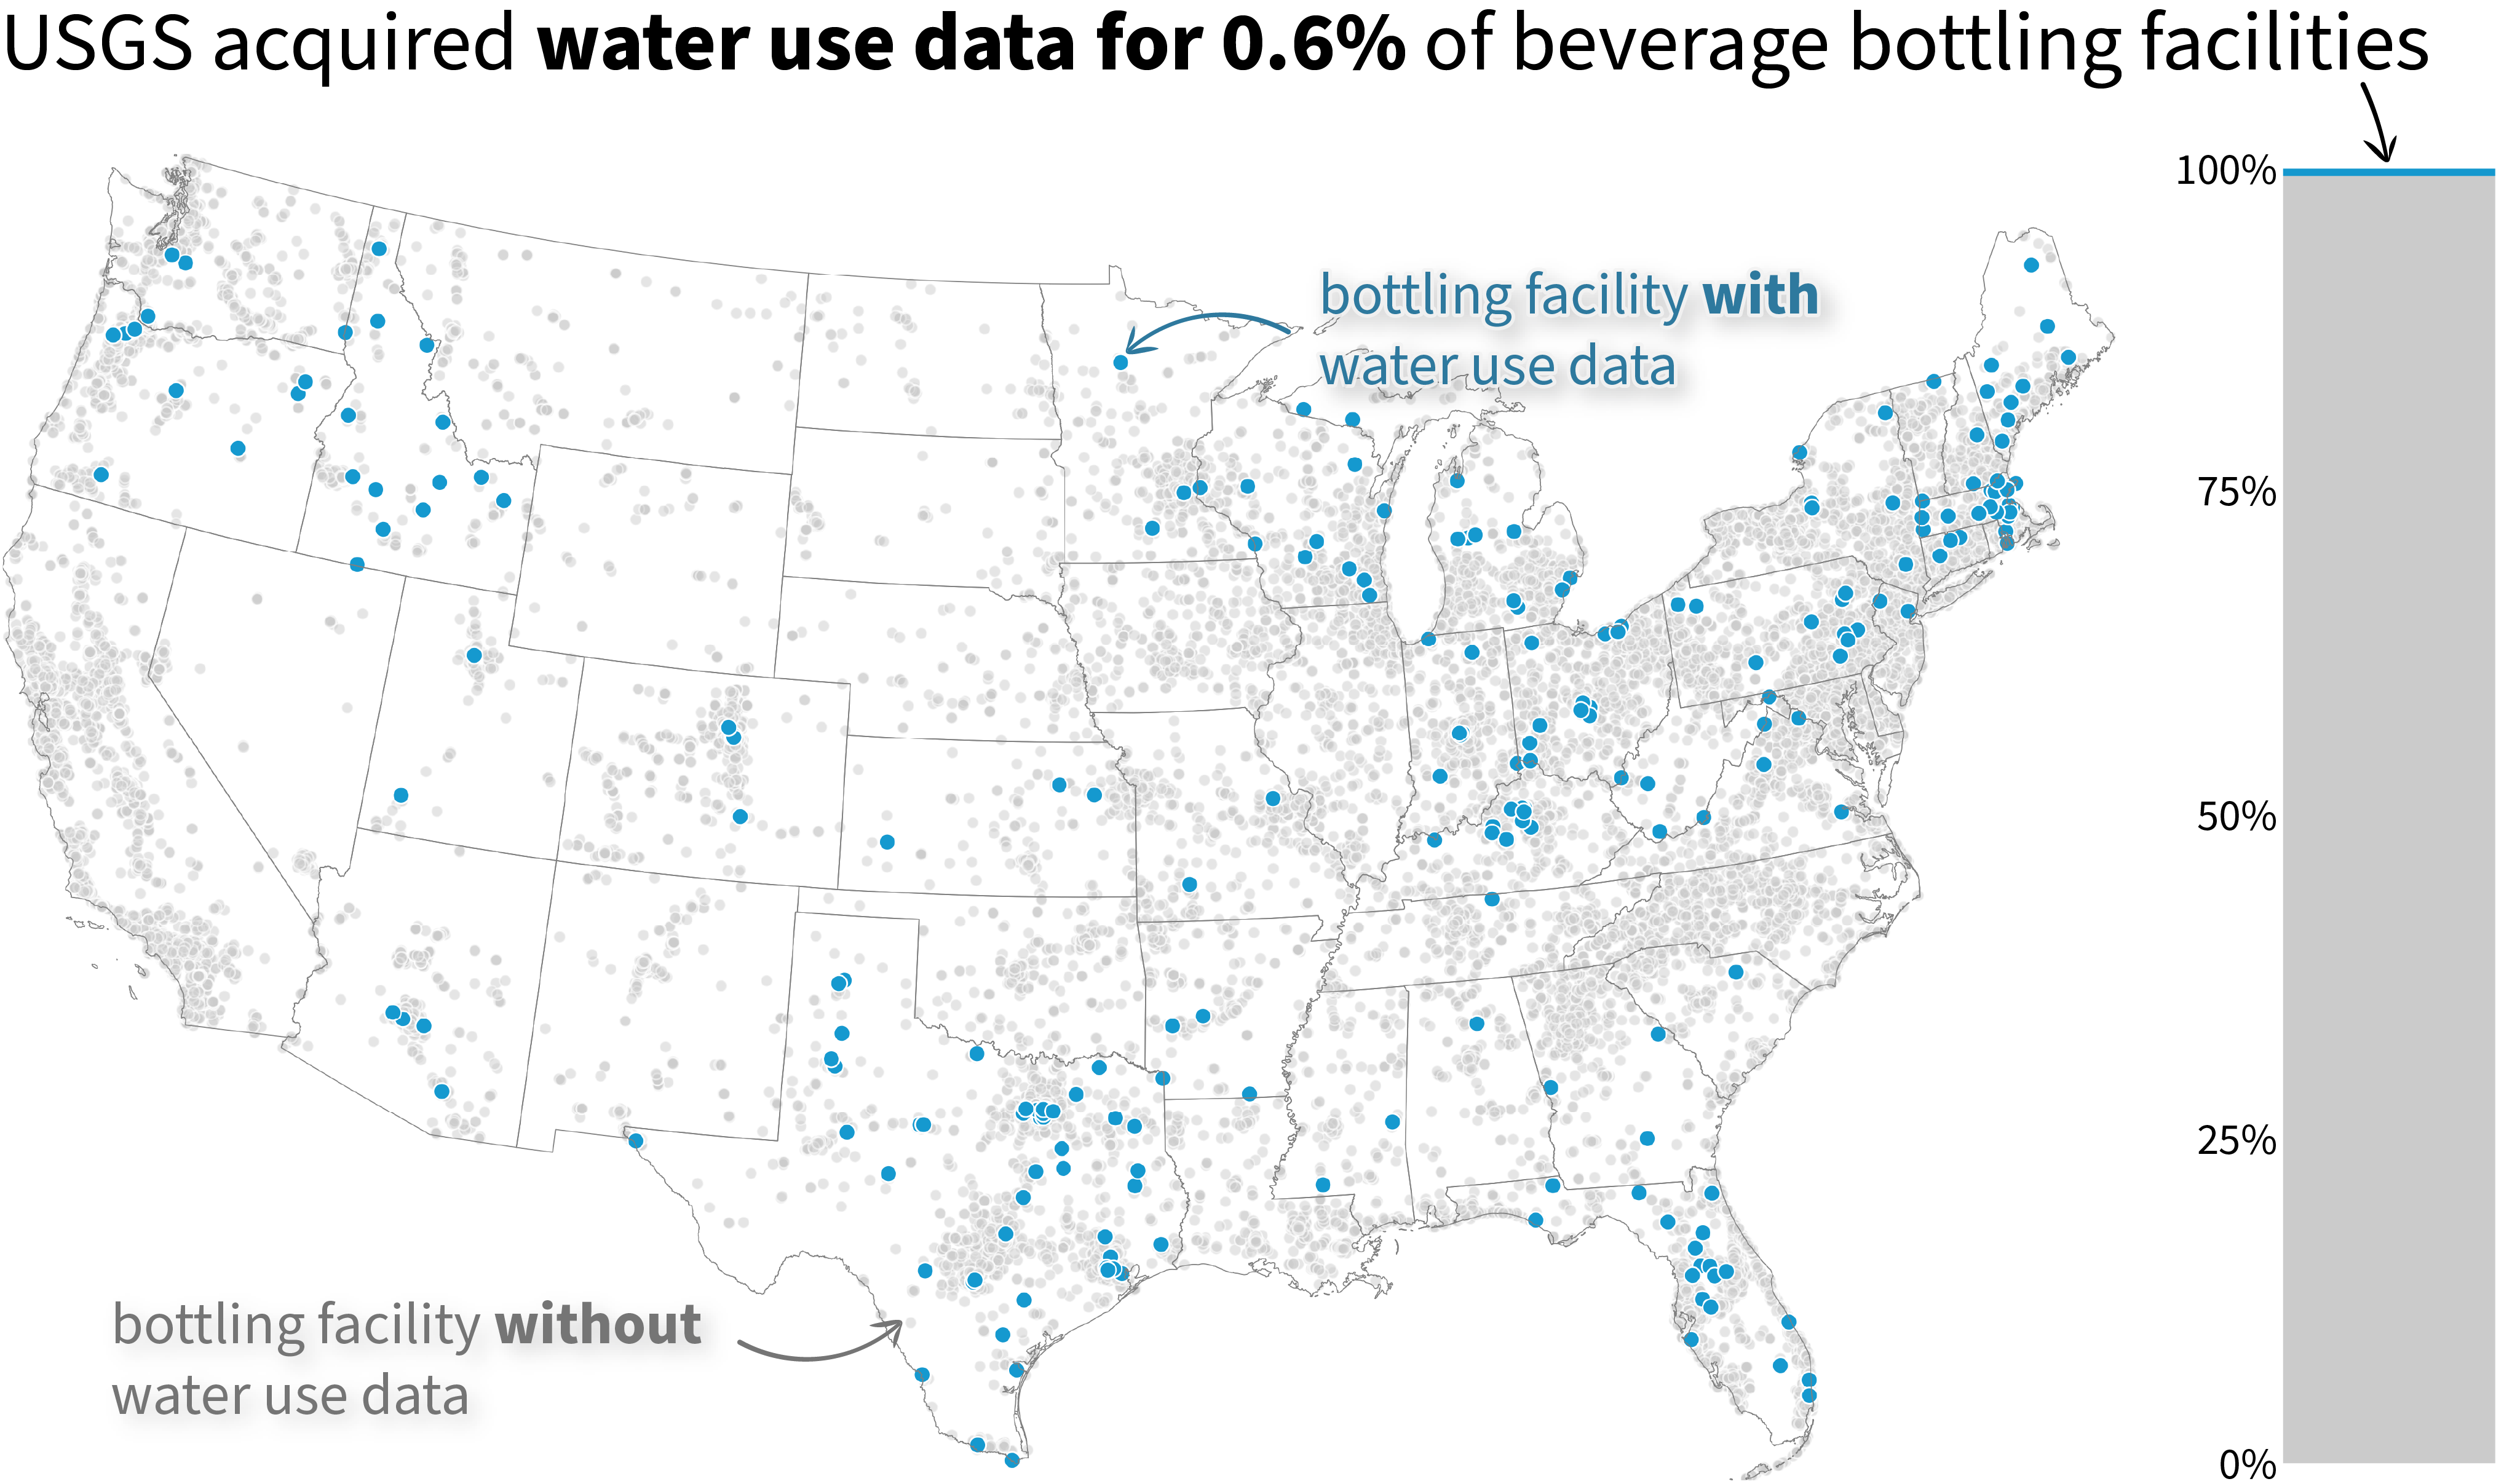 USGS acquired water use data for 0.6% of beverage bottling facilities
100%
bottling facility with
water use data
75%
50%
25%
bottling facility without
water use data
0%